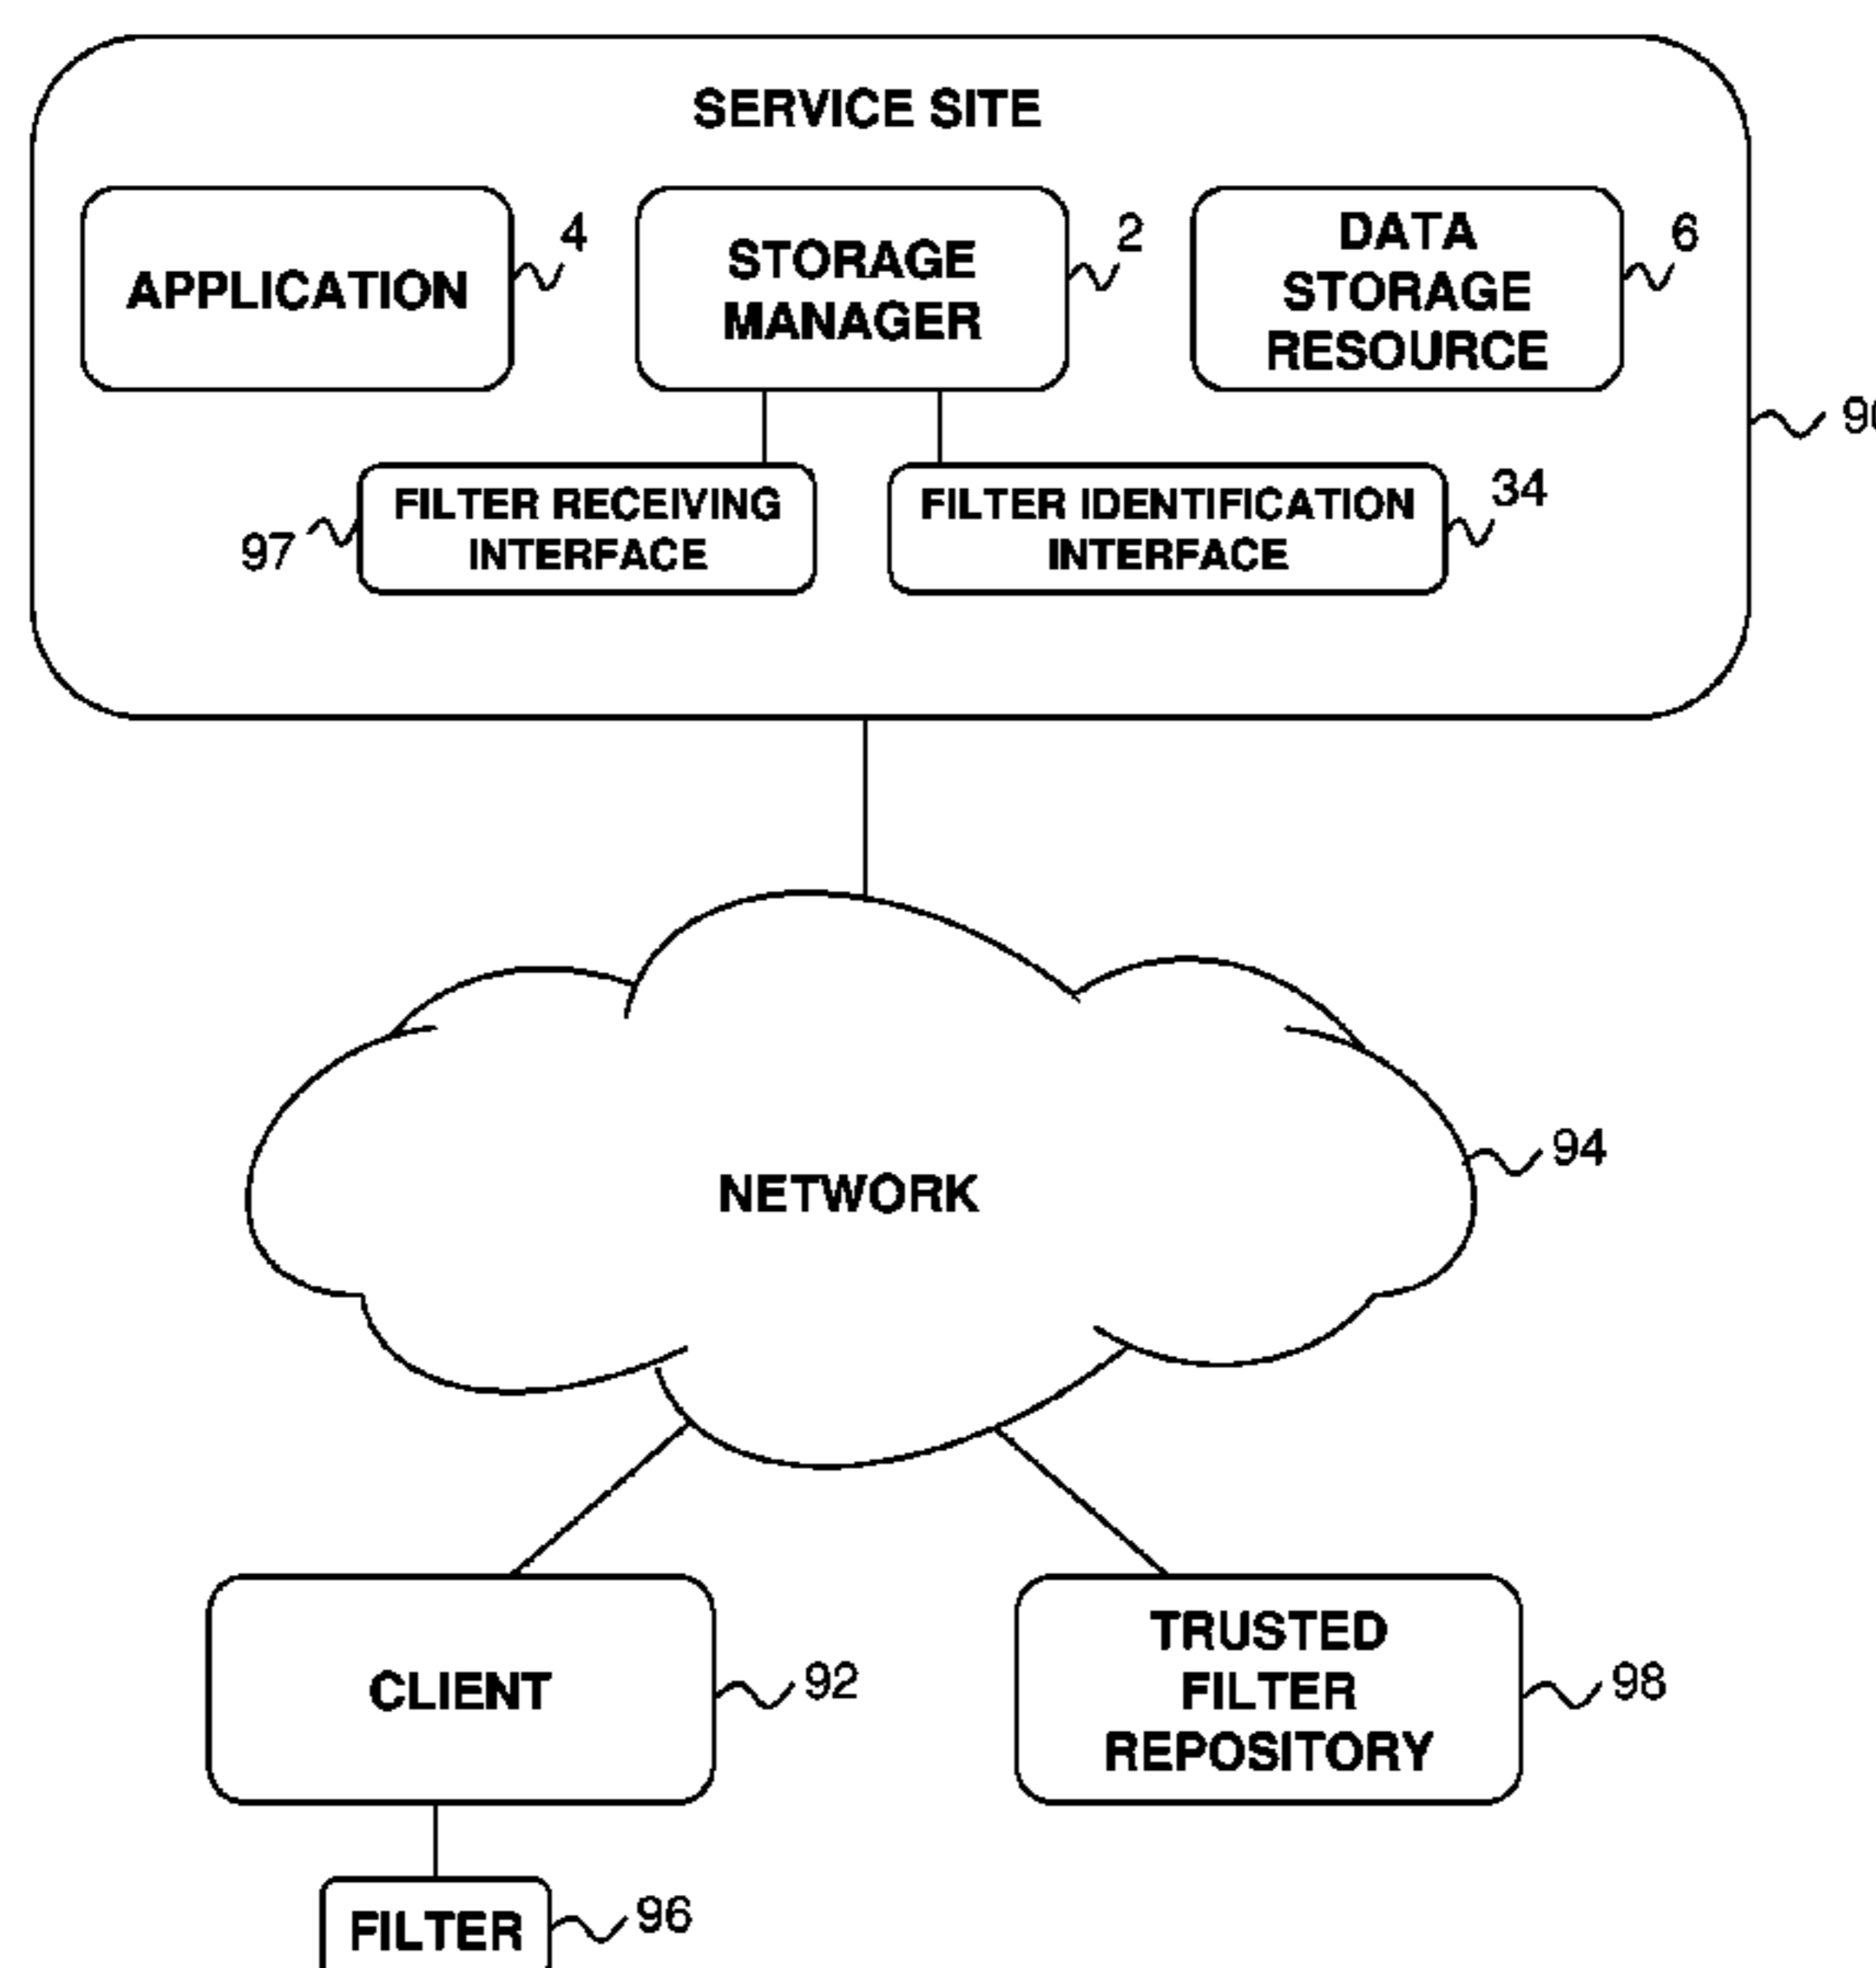 SERVICE SITE
APPLICATION
4
STORAGE
MANAGER
2
DATA
STORAGE
RESOURCE
6
FILTER RECEIVING
INTERFACE
97
FILTER IDENTIFICATION
INTERFACE
34
NETWORK
94
CLIENT
92
TRUSTED
FILTER
REPOSITORY
98
FILTER
96